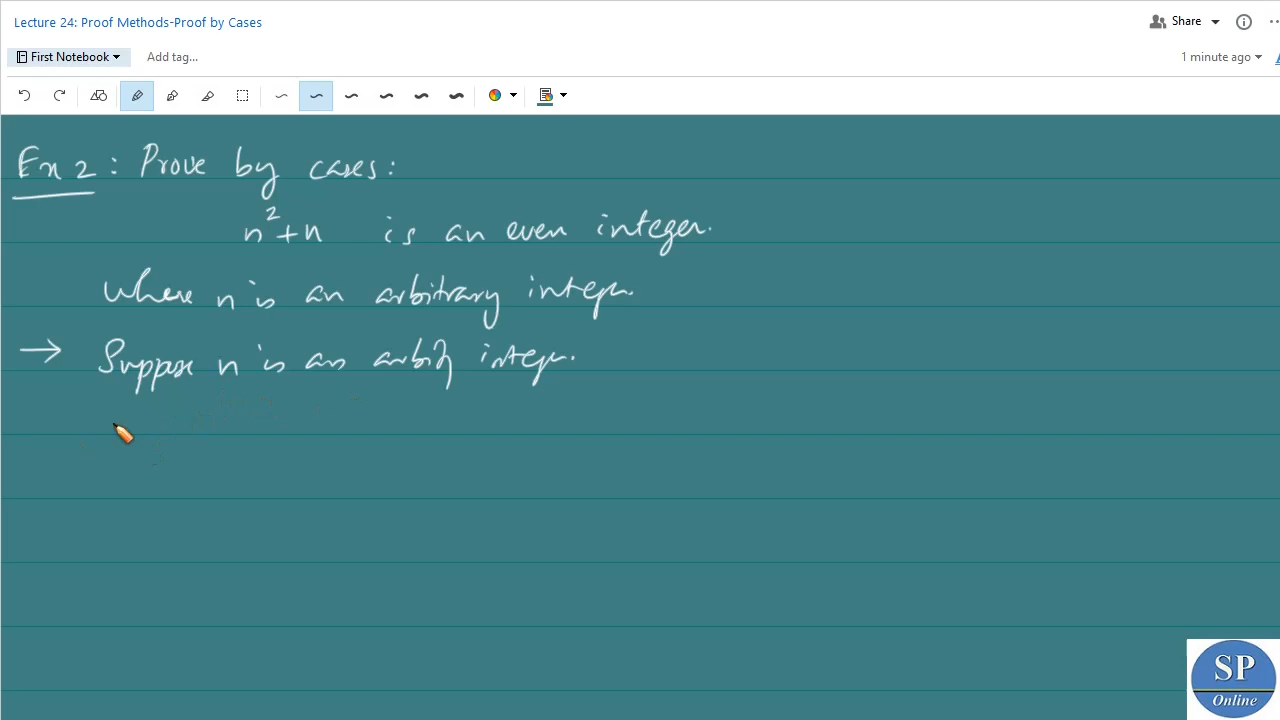 Lecture 24: Proof Methods-Proof by Cases
Share
First Notebook
Add tag...
1 minute ago
Ex 2 : Prove by cases:
n²+n is an even integer.
Where n is an arbitrary integer.
→ Suppose n is an arbity integer.
SP
Online